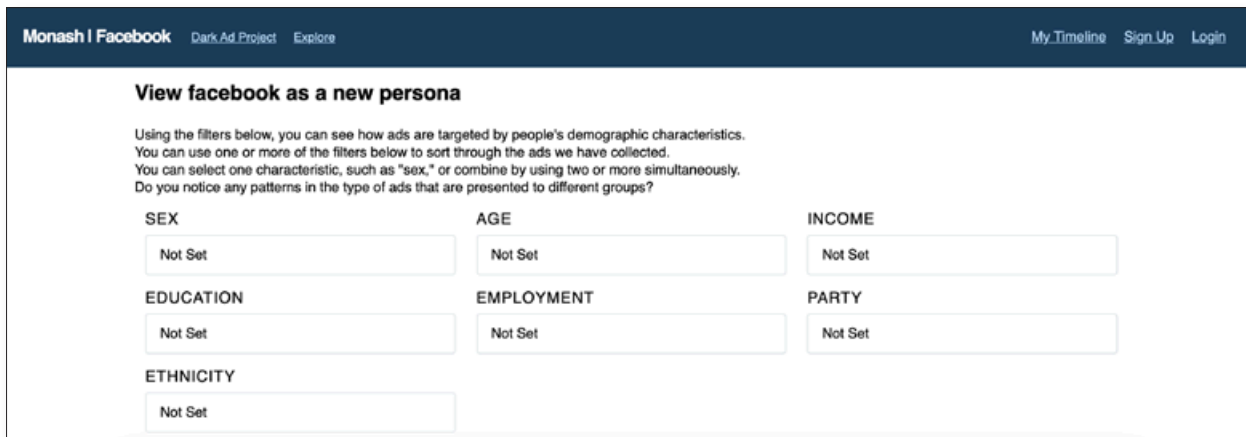 Monash | Facebook Dark Ad Project Explore My Timeline Sign Up Login
View facebook as a new persona
Using the filters below, you can see how ads are targeted by people's demographic characteristics.
You can use one or more of the filters below to sort through the ads we have collected.
You can select one characteristic, such as "sex," or combine by using two or more simultaneously.
Do you notice any patterns in the type of ads that are presented to different groups?
SEX AGE INCOME
Not Set Not Set Not Set
EDUCATION EMPLOYMENT PARTY
Not Set Not Set Not Set
ETHNICITY
Not Set